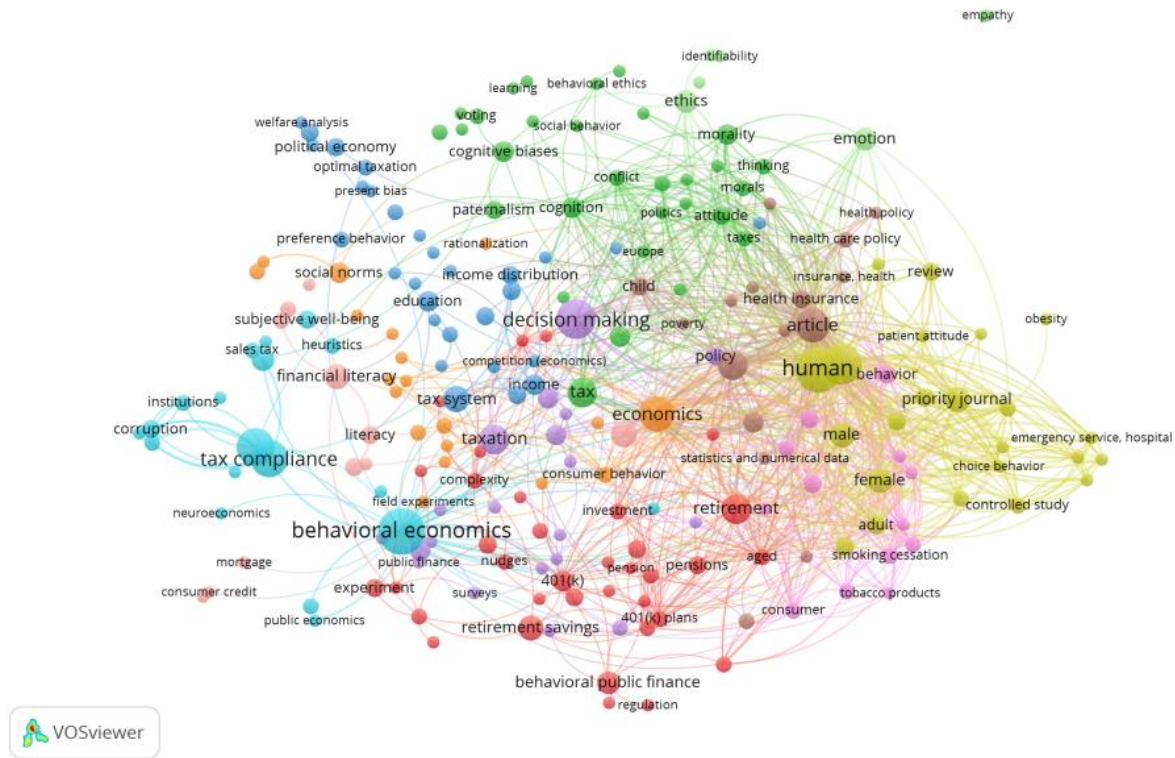 empathy
identifiability
behavioral ethics
learning
ethics
voting
welfare analysis
social behavior
morality
emotion
political economy
cognitive biases
optimal taxation
thinking
conflict
present bias
morals
health policy
paternalism
cognition
politics
attitude
preference behavior
rationalization
taxes
health care policy
europe
social norms
income distribution
insurance, health
review
child
education
health insurance
subjective well-being
decision making
poverty
article
obesity
heuristics
patient attitude
sales tax
competition (economics)
policy
financial literacy
human
behavior
income
tax
institutions
tax system
priority journal
economics
corruption
literacy
taxation
male
emergency service, hospital
tax compliance
statistics and numerical data
choice behavior
consumer behavior
complexity
female
field experiments
controlled study
neuroeconomics
investment
retirement
behavioral economics
adult
smoking cessation
mortgage
public finance
nudges
pension
pensions
aged
experiment
401(k)
consumer credit
surveys
tobacco products
public economics
401(k) plans
consumer
retirement savings
behavioral public finance
regulation
VOSviewer